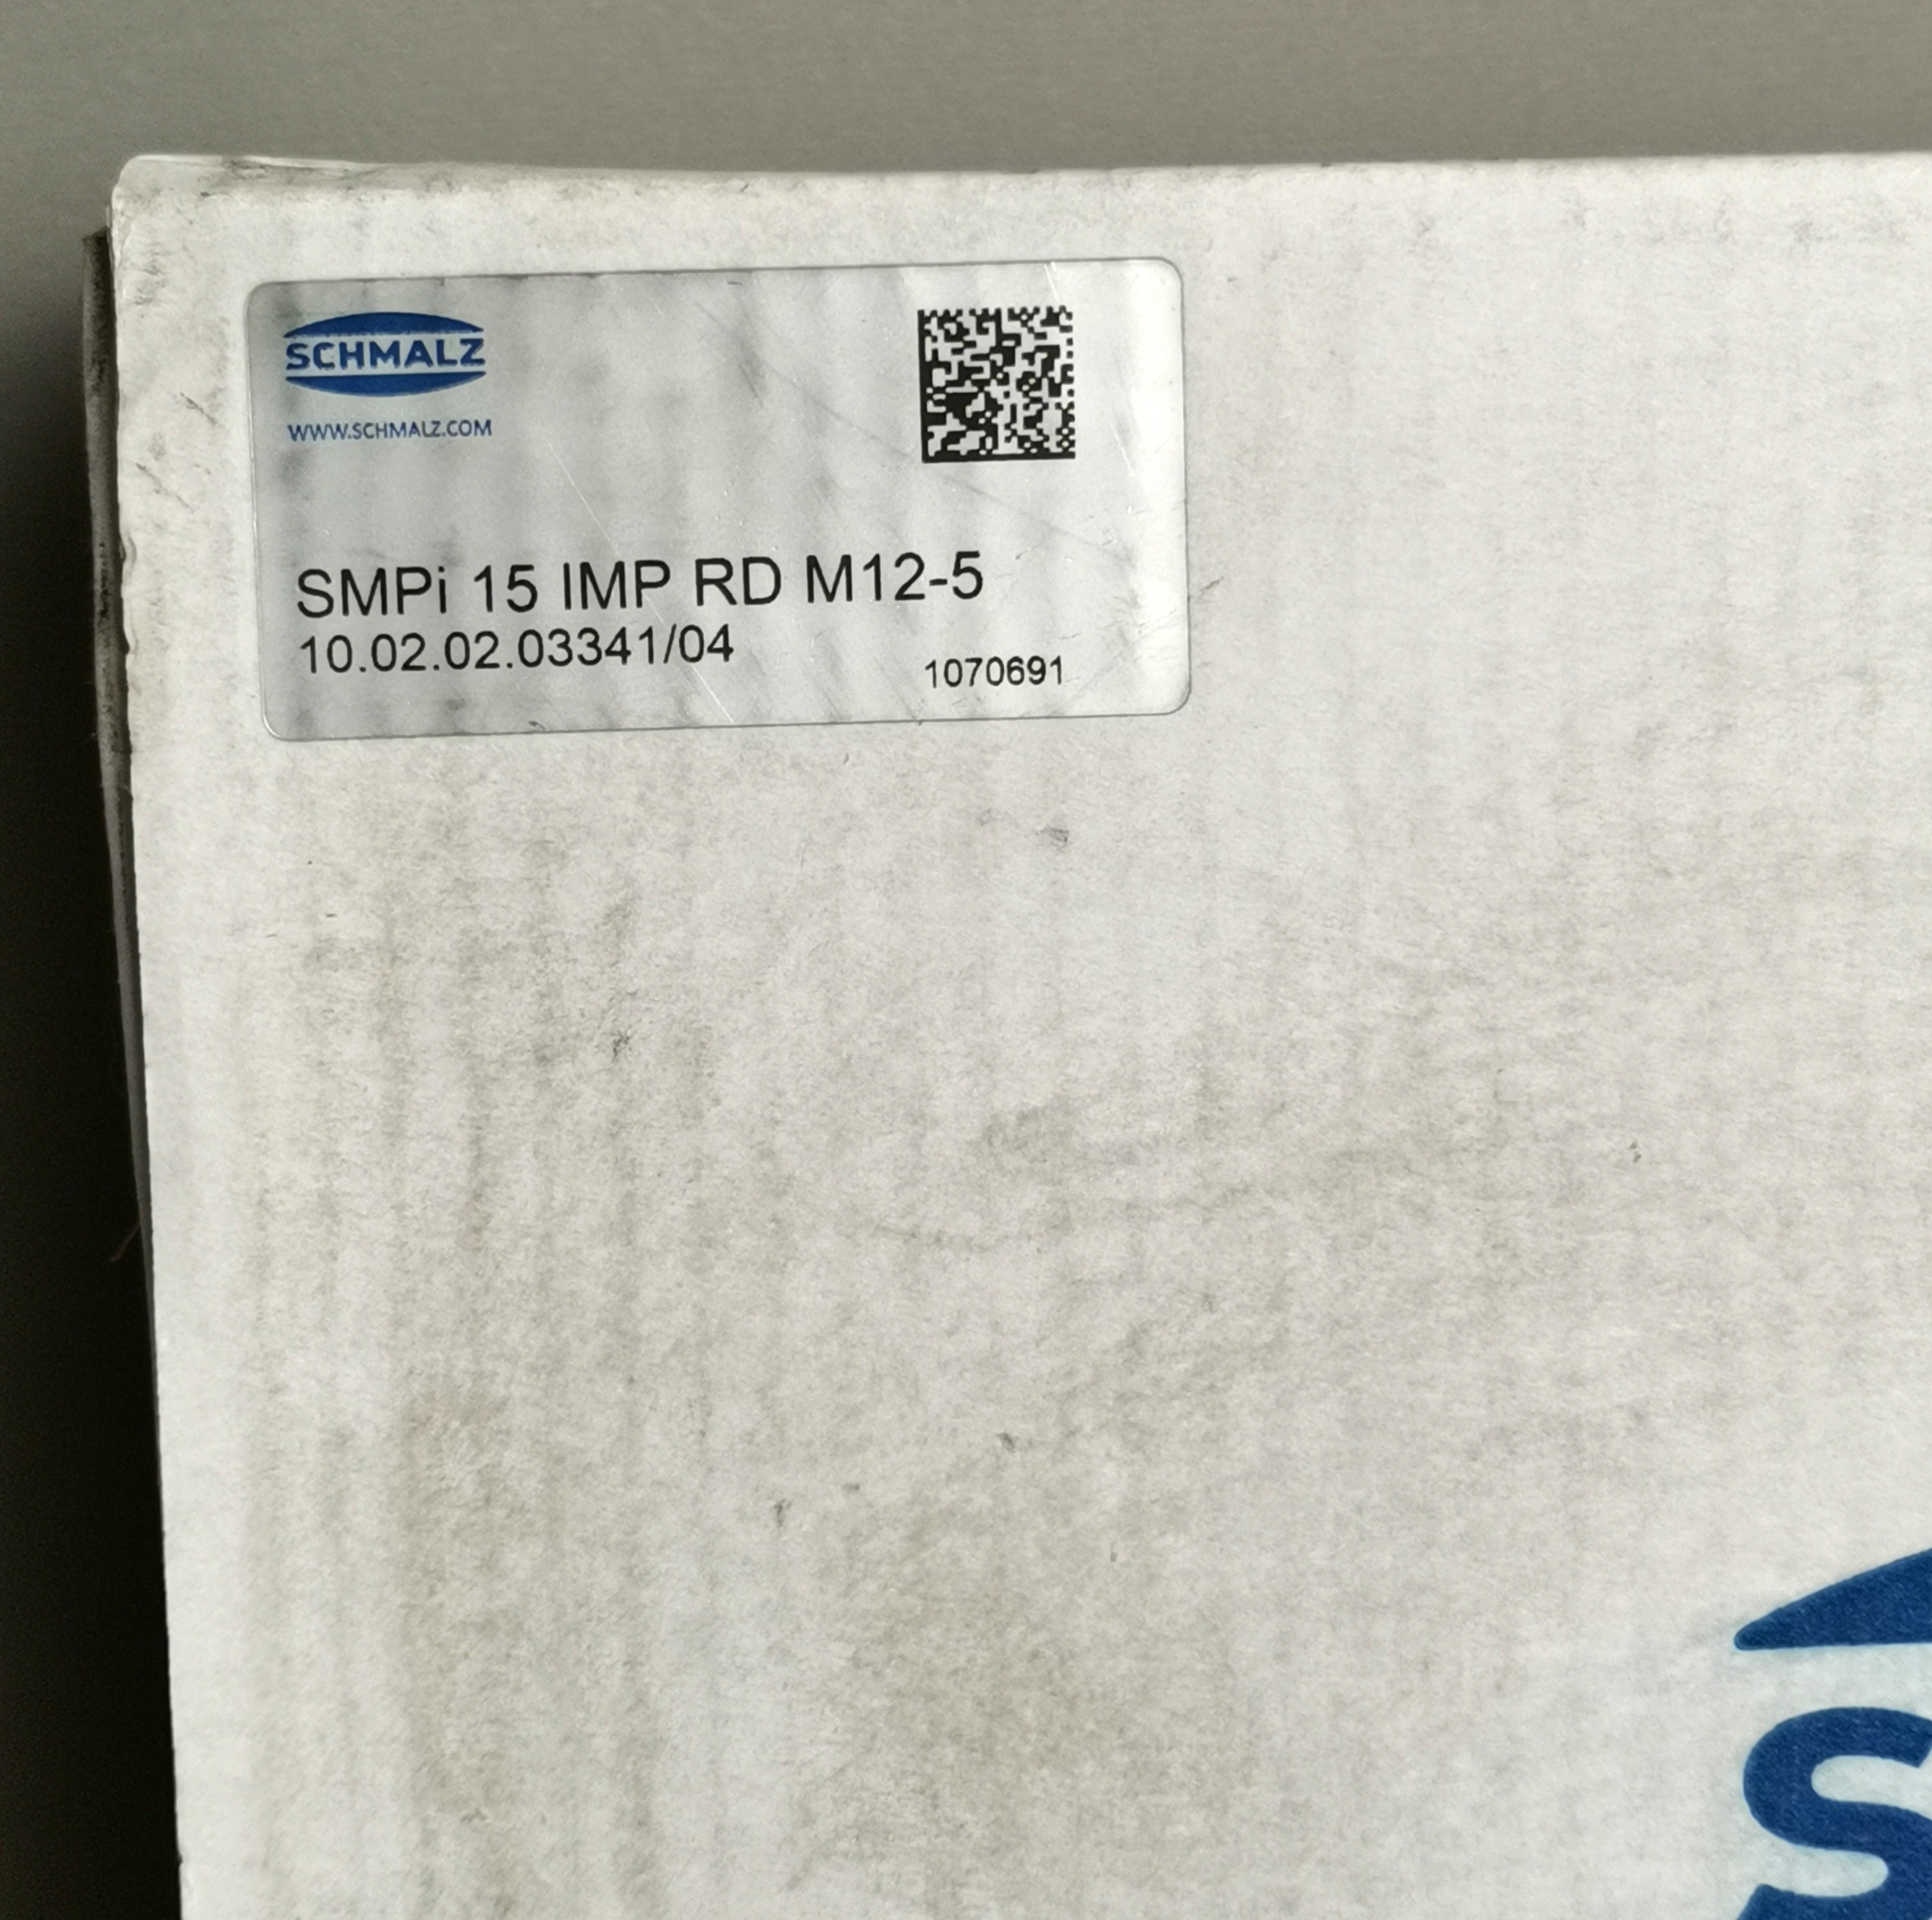 SCHMALZ
WWW.SCHMALZ.COM
SMPi 15 IMP RD M12-5
10.02.02.03341/04
1070691
S